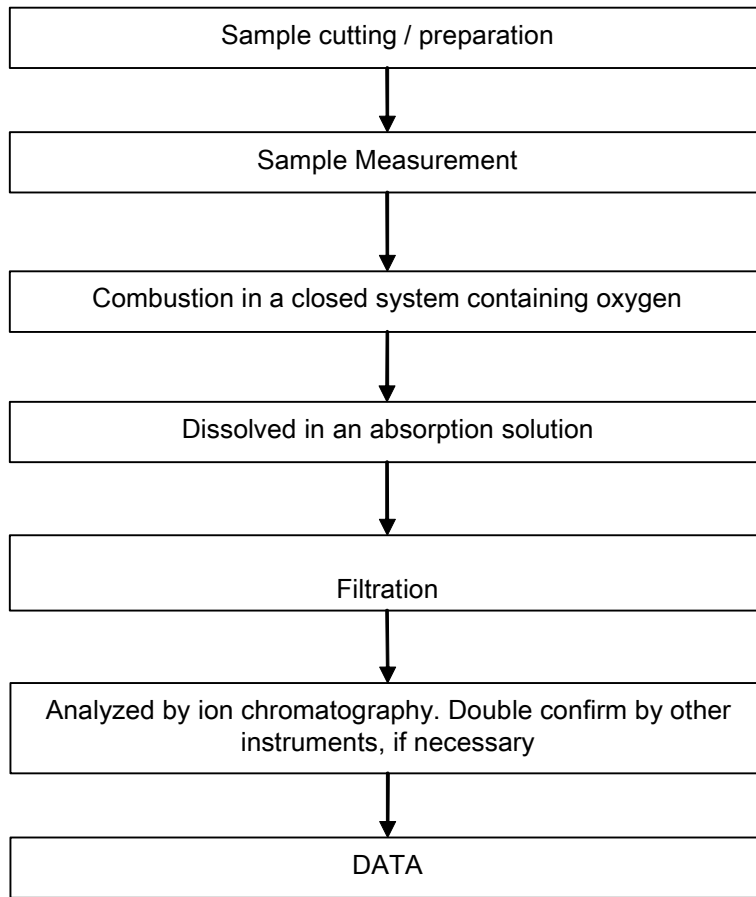 Sample cutting / preparation
Sample Measurement
Combustion in a closed system containing oxygen
Dissolved in an absorption solution
Filtration
Analyzed by ion chromatography. Double confirm by other
instruments, if necessary
DATA